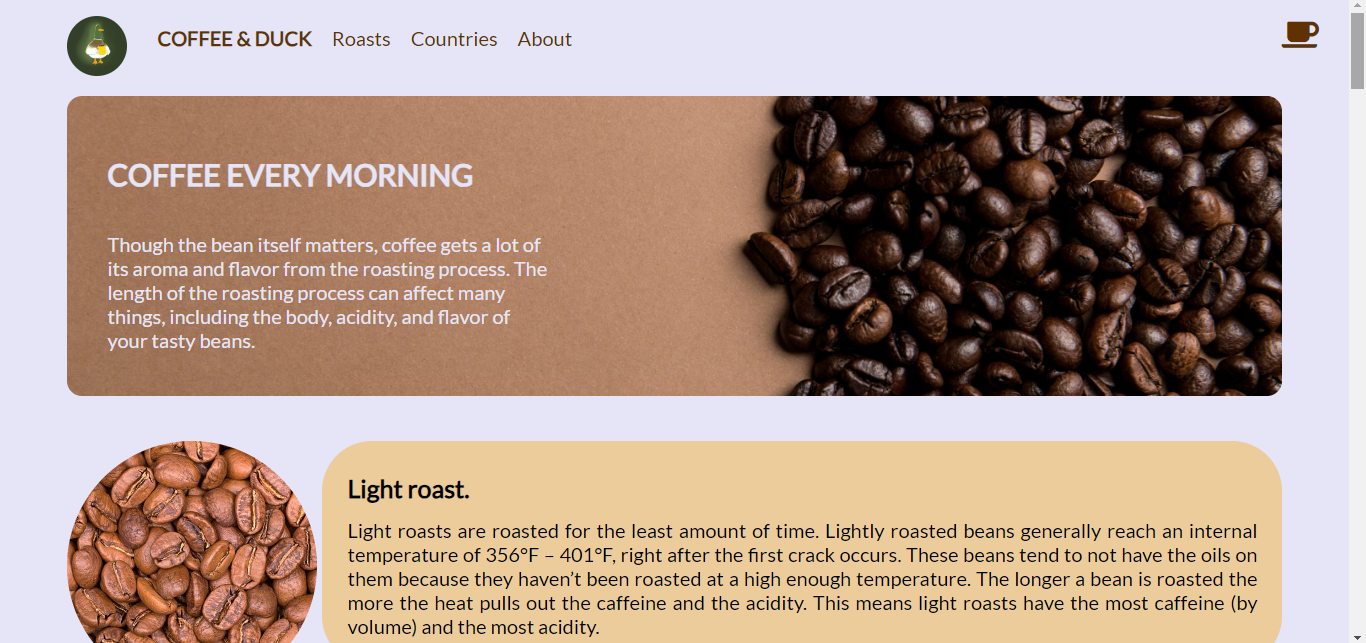 COFFEE & DUCK Roasts Countries About
COFFEE EVERY MORNING
Though the bean itself matters, coffee gets a lot of
its aroma and flavor from the roasting process. The
length of the roasting process can affect many
things, including the body, acidity, and flavor of
your tasty beans.
Light roast.
Light roasts are roasted for the least amount of time. Lightly roasted beans generally reach an internal
temperature of 356°F – 401°F, right after the first crack occurs. These beans tend to not have the oils on
them because they haven’t been roasted at a high enough temperature. The longer a bean is roasted the
more the heat pulls out the caffeine and the acidity. This means light roasts have the most caffeine (by
volume) and the most acidity.